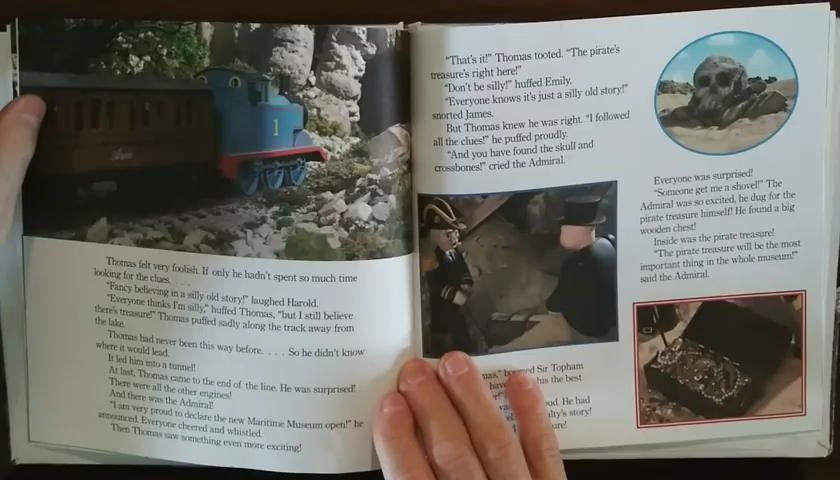 1
Thomas felt very foolish. If only he hadn't spent so much time
looking for the clues. . . .
"Fancy believing in a silly old story!" laughed Harold.
"Everyone thinks I'm silly," huffed Thomas, "but I still believe
there's treasure!" Thomas puffed sadly along the track away from
the lake.
Thomas had never been this way before. . . . So he didn't know
where it would lead.
It led him into a tunnel!
At last, Thomas came to the end of the line. He was surprised!
There were all the other engines!
And there was the Admiral!
"I am very proud to declare the new Maritime Museum open!" he
announced. Everyone cheered and whistled.
Then Thomas saw something even more exciting!
"That's it!" Thomas tooted. "The pirate's
treasure's right here!"
"Don't be silly!" huffed Emily.
"Everyone knows it's just a silly old story!"
snorted James.
But Thomas knew he was right. "I followed
all the clues!" he puffed proudly.
"And you have found the skull and
crossbones!" cried the Admiral.
Sir Topham
his the best
oud. He had
story!
Everyone was surprised!
"Someone get me a shovel!" The
Admiral was so excited, he dug for the
pirate treasure himself! He found a big
wooden chest!
Inside was the pirate treasure!
"The pirate treasure will be the most
important thing in the whole museum!"
said the Admiral.